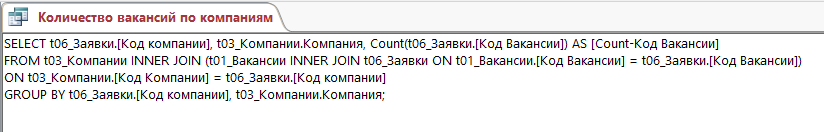 Количество вакансий по компаниям
SELECT t06_Заявки.[Код компании], t03_Компании.Компания, Count(t06_Заявки.[Код Вакансии]) AS [Count-Код Вакансии]
FROM t03_Компании INNER JOIN (t01_Вакансии INNER JOIN t06_Заявки ON t01_Вакансии.[Код Вакансии] = t06_Заявки.[Код Вакансии])
ON t03_Компании.[Код Компании] = t06_Заявки.[Код компании]
GROUP BY t06_Заявки.[Код компании], t03_Компании.Компания;